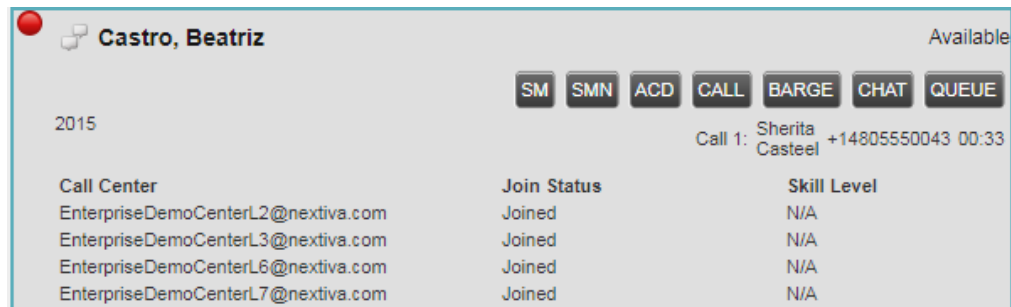 Castro, Beatriz Available
SM SMN ACD CALL BARGE CHAT QUEUE
2015
Call 1: Sherita Casteel +14805550043 00:33
Call Center Join Status Skill Level
EnterpriseDemoCenterL2@nextiva.com Joined N/A
EnterpriseDemoCenterL3@nextiva.com Joined N/A
EnterpriseDemoCenterL6@nextiva.com Joined N/A
EnterpriseDemoCenterL7@nextiva.com Joined N/A